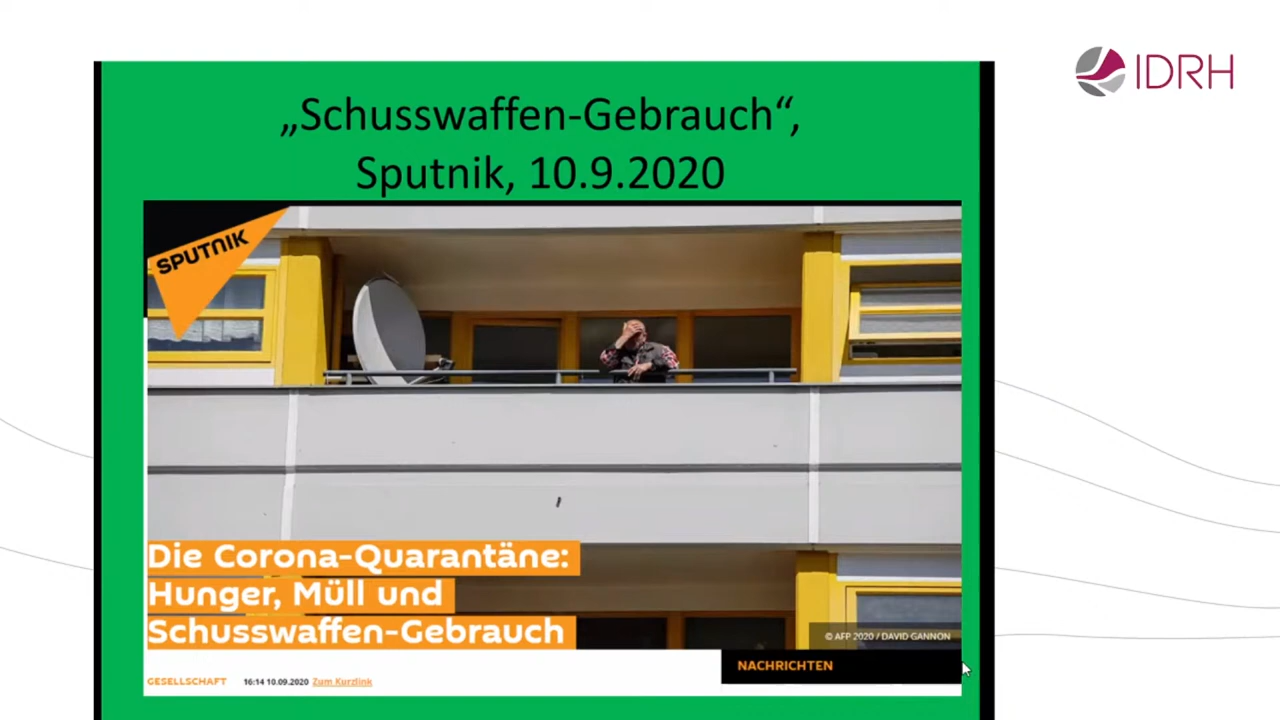 IDRH
„Schusswaffen-Gebrauch“,
Sputnik, 10.9.2020
SPUTNIK
Die Corona-Quarantäne:
Hunger, Müll und
Schusswaffen-Gebrauch
© AFP 2020 / DAVID GANNON
NACHRICHTEN
GESELLSCHAFT 16:14 10.09.2020 Zum Kurzlink